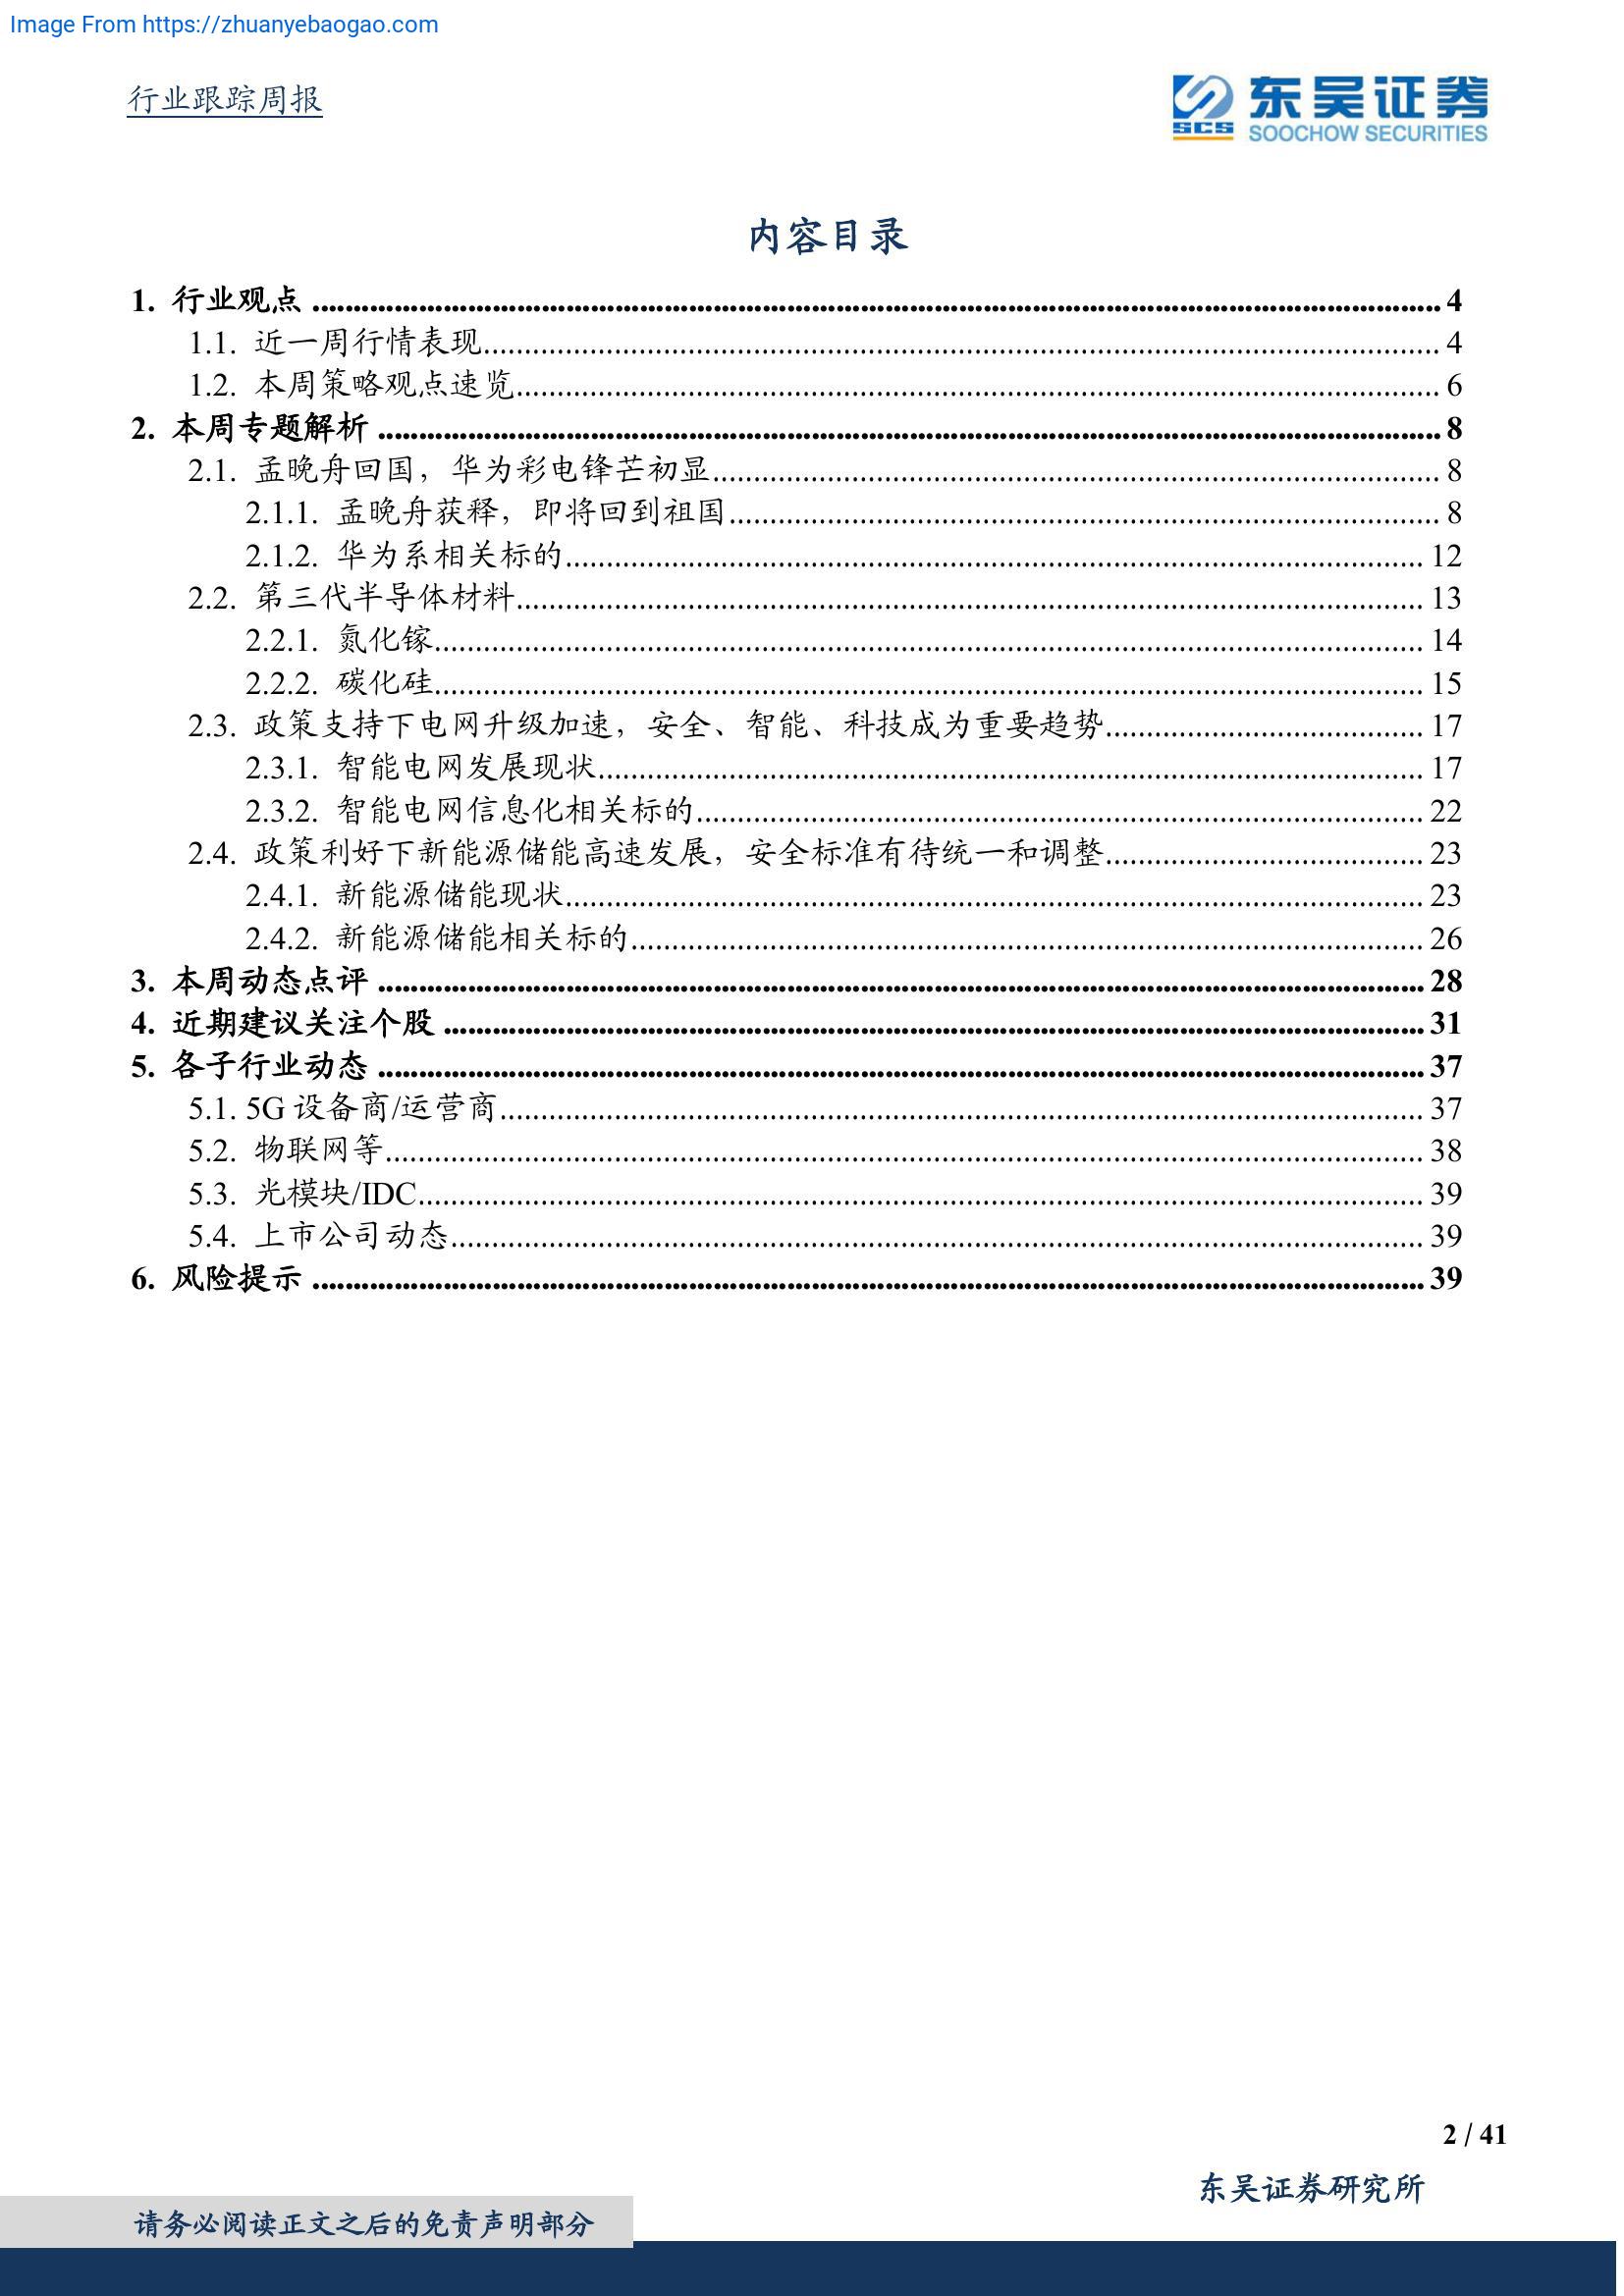 Image From https://zhuanyebaogao.com
行业跟踪周报
东吴证券
SCS SOOCHOW SECURITIES
内容目录
1. 行业观点 ........ 4
1.1. 近一周行情表现 ........ 4
1.2. 本周策略观点速览 ........ 6
2. 本周专题解析 ........ 8
2.1. 孟晚舟回国，华为彩电锋芒初显 ........ 8
2.1.1. 孟晚舟获释，即将回到祖国 ........ 8
2.1.2. 华为系相关标的 ........ 12
2.2. 第三代半导体材料 ........ 13
2.2.1. 氮化镓 ........ 14
2.2.2. 碳化硅 ........ 15
2.3. 政策支持下电网升级加速，安全、智能、科技成为重要趋势 ........ 17
2.3.1. 智能电网发展现状 ........ 17
2.3.2. 智能电网信息化相关标的 ........ 22
2.4. 政策利好下新能源储能高速发展，安全标准有待统一和调整 ........ 23
2.4.1. 新能源储能现状 ........ 23
2.4.2. 新能源储能相关标的 ........ 26
3. 本周动态点评 ........ 28
4. 近期建议关注个股 ........ 31
5. 各子行业动态 ........ 37
5.1. 5G 设备商/运营商 ........ 37
5.2. 物联网等 ........ 38
5.3. 光模块/IDC ........ 39
5.4. 上市公司动态 ........ 39
6. 风险提示 ........ 39
2 / 41
东吴证券研究所
请务必阅读正文之后的免责声明部分